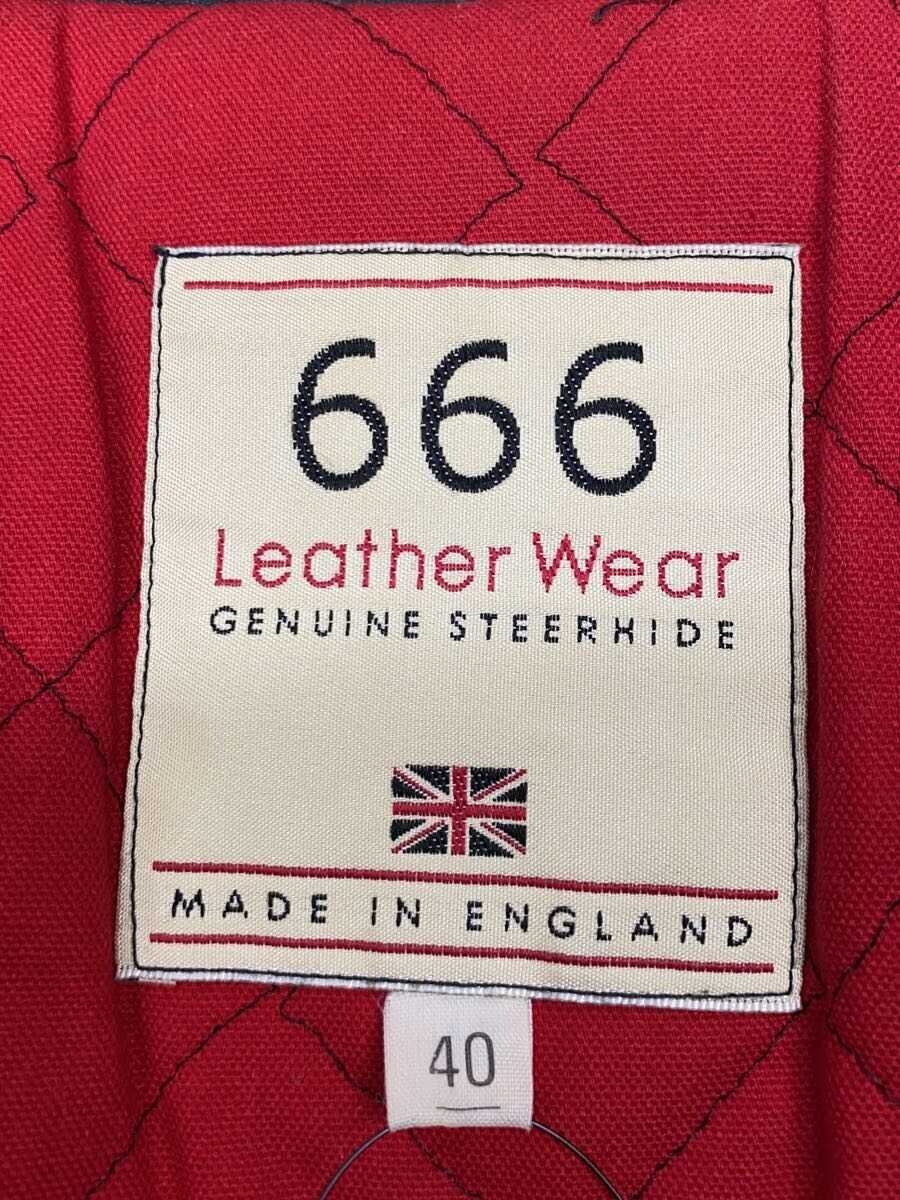 666
Leather Wear
GENUINE STEERHIDE
MADE IN ENGLAND
40